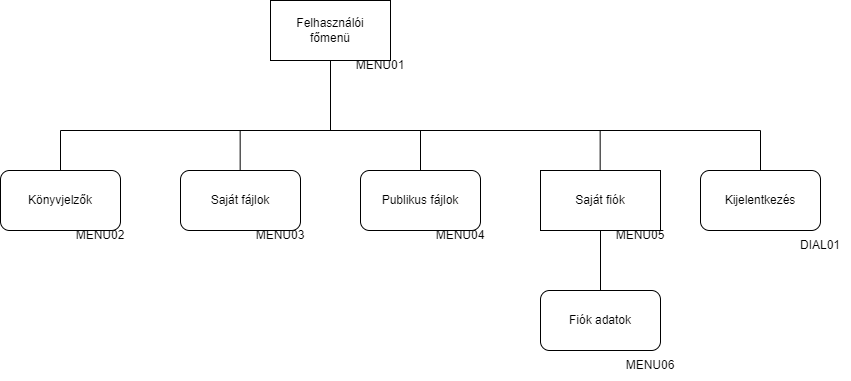 Felhasználói
főmenü
MENU01
Könyvjelzők
MENU02
Saját fájlok
MENU03
Publikus fájlok
MENU04
Saját fiók
MENU05
Kijelentkezés
DIAL01
Fiók adatok
MENU06